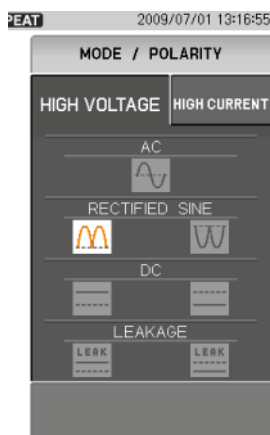 PEAT 2009/07/01 13:16:55
MODE / POLARITY
HIGH VOLTAGE HIGH CURRENT
AC
RECTIFIED SINE
DC
LEAKAGE
LEAK LEAK